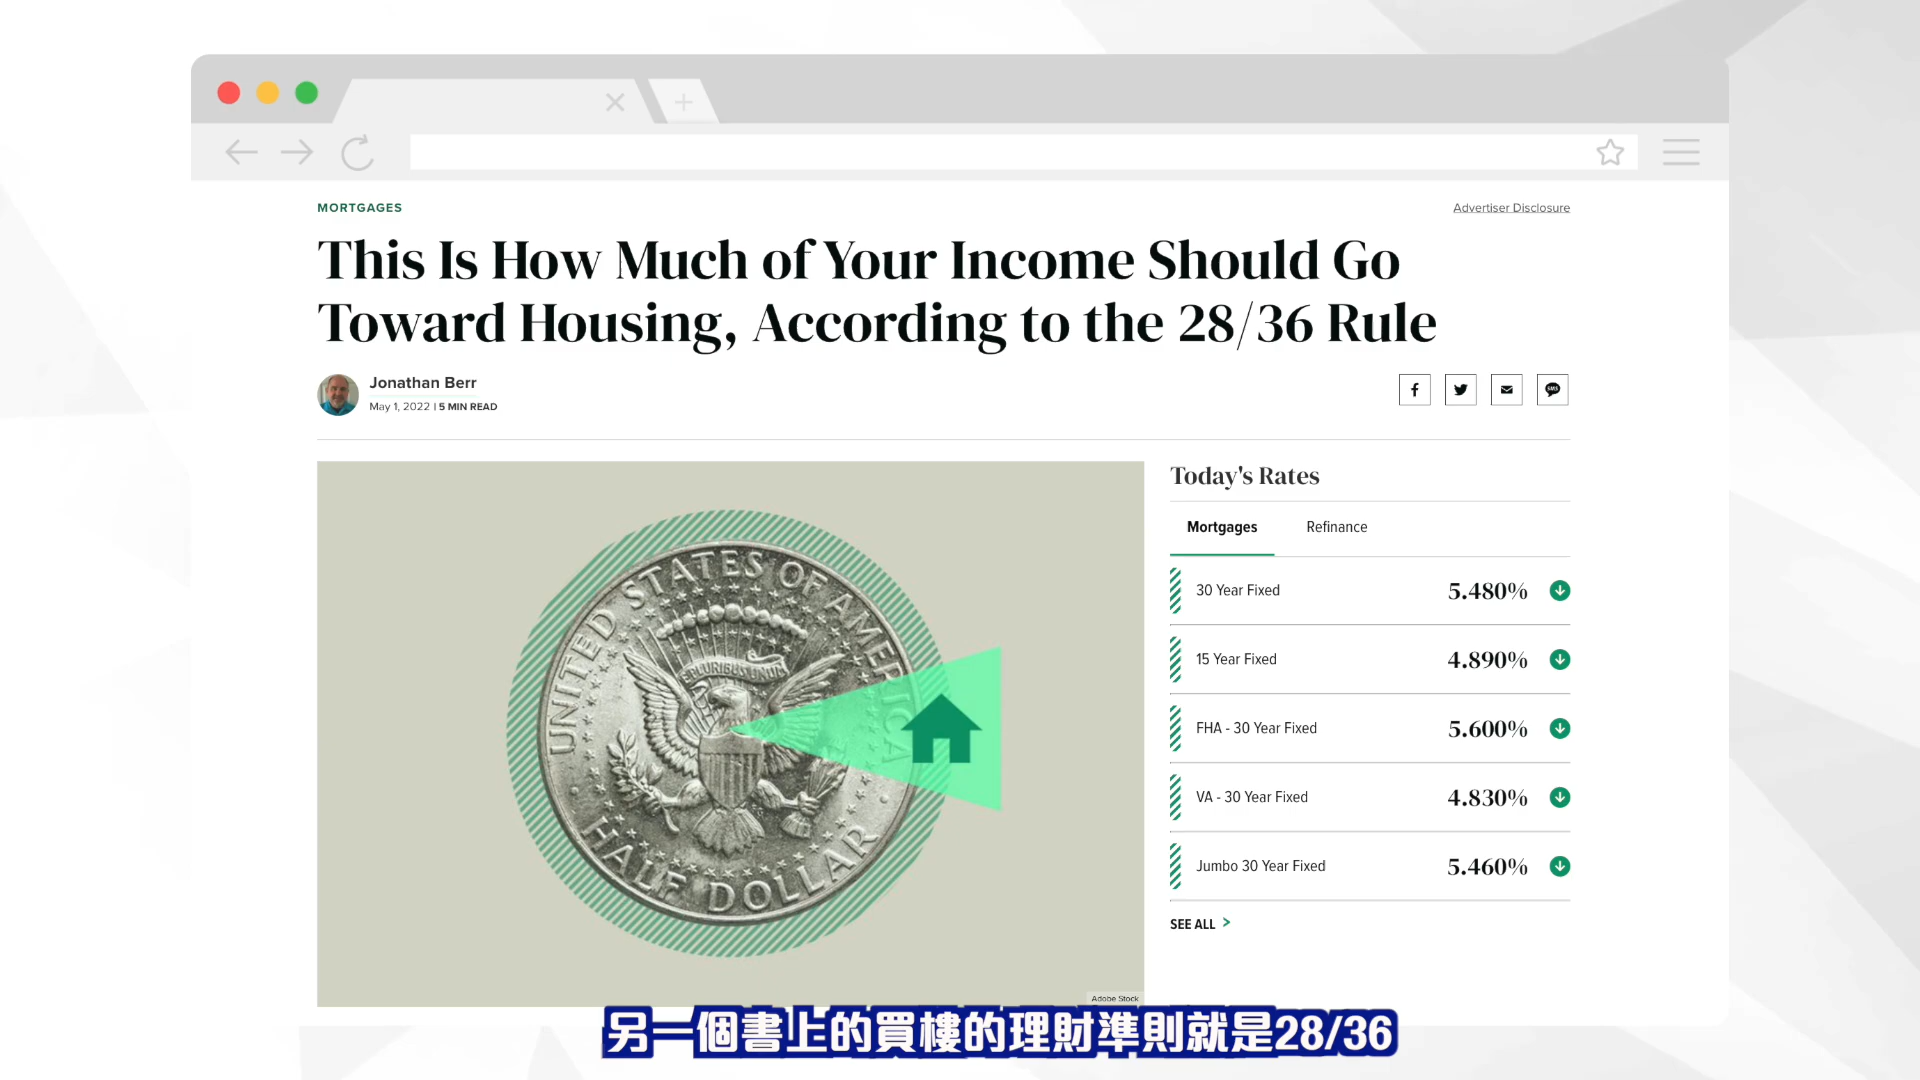 MORTGAGES
Advertiser Disclosure
This Is How Much of Your Income Should Go
Toward Housing, According to the 28/36 Rule
Jonathan Berr
May 1, 2022 | 5 MIN READ
SMS
Today's Rates
Mortgages
Refinance
30 Year Fixed 5.480%
15 Year Fixed 4.890%
FHA - 30 Year Fixed 5.600%
VA - 30 Year Fixed 4.830%
Jumbo 30 Year Fixed 5.460%
SEE ALL >
UNITED STATES OF AMERICA
PLURIBUS UNUM
HALF DOLLAR
Adobe Stock
另一個書上的買樓的理財準則就是28/36